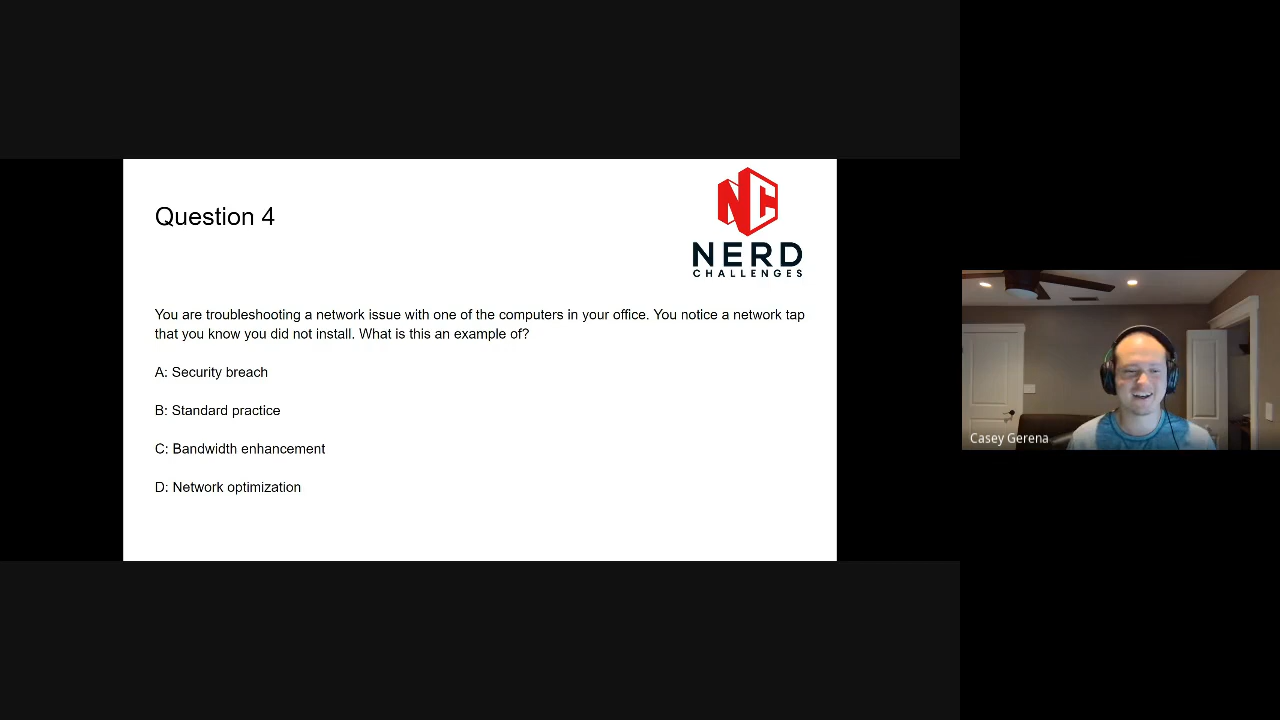 Question 4
NC
NERD
CHALLENGES
You are troubleshooting a network issue with one of the computers in your office. You notice a network tap
that you know you did not install. What is this an example of?
A: Security breach
B: Standard practice
C: Bandwidth enhancement
D: Network optimization
Casey Gerena